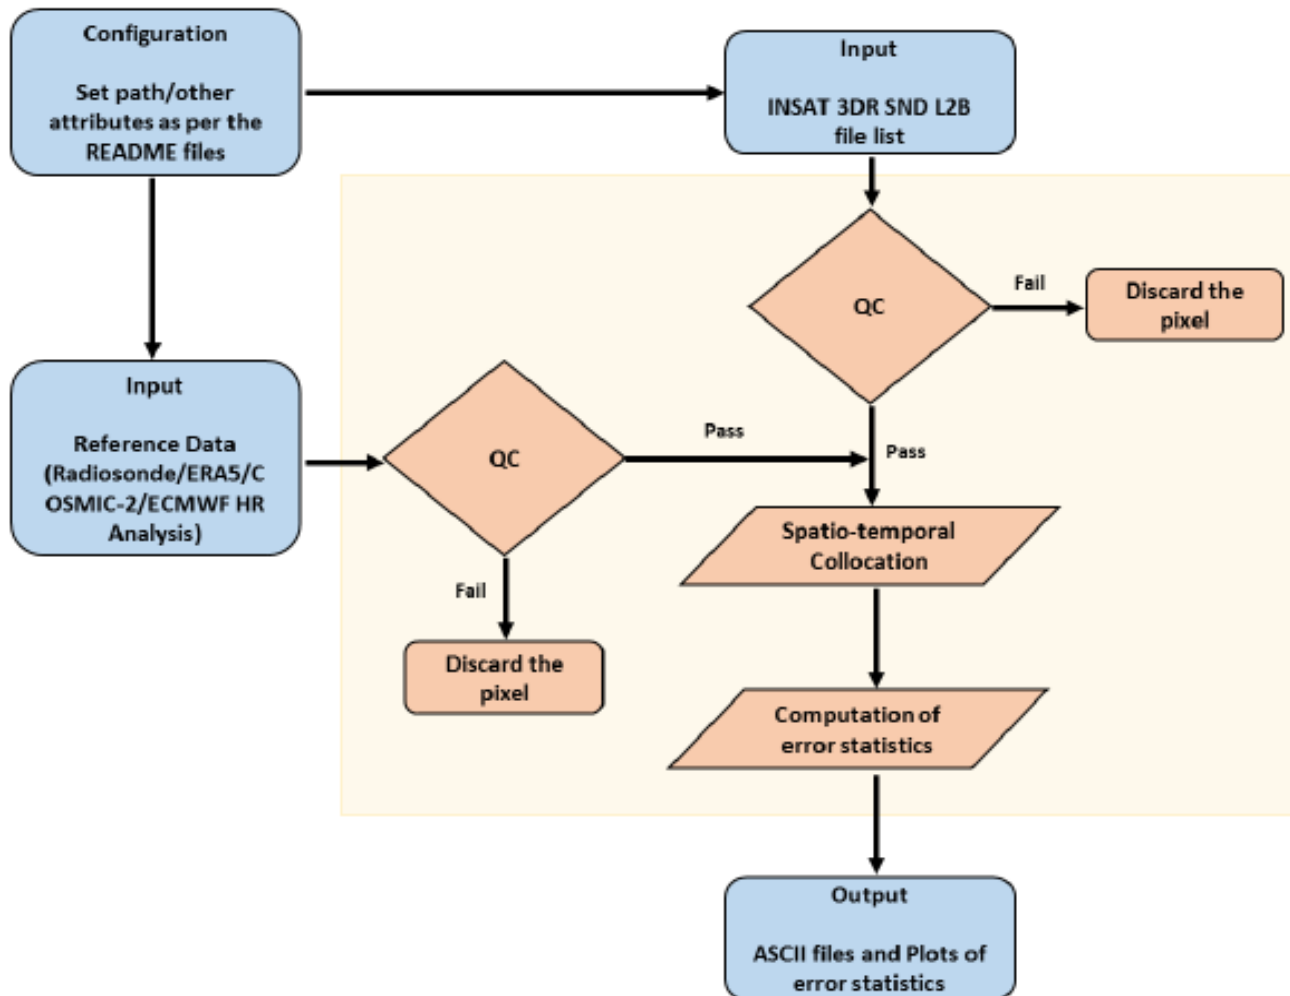 Configuration
Set path/other
attributes as per the
README files
Input
INSAT 3DR SND L2B
file list
QC
Fail
Discard the
pixel
Input
Reference Data
(Radiosonde/ERA5/C
OSMIC-2/ECMWF HR
Analysis)
QC
Pass
Pass
Fail
Discard the
pixel
Spatio-temporal
Collocation
Computation of
error statistics
Output
ASCII files and Plots of
error statistics